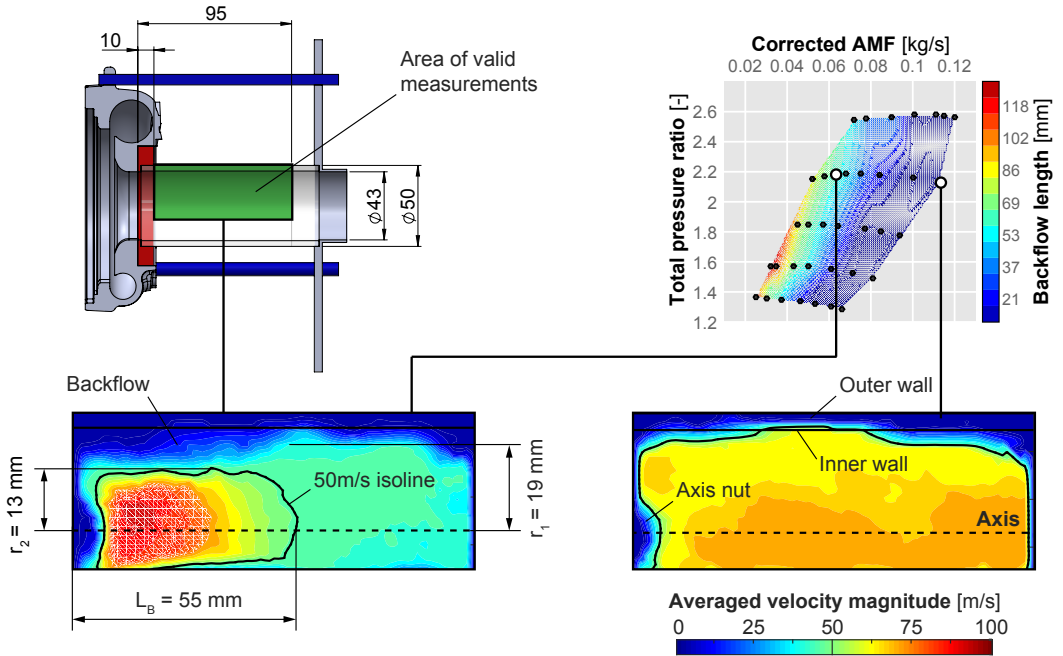 95
10
Area of valid
measurements
⌀43
⌀50
Corrected AMF [kg/s]
0.02 0.04 0.06 0.08 0.1 0.12
Total pressure ratio [-]
2.6
2.4
2.2
2
1.8
1.6
1.4
1.2
118
102
86
69
53
37
21
Backflow length [mm]
Backflow
50m/s isoline
r₂ = 13 mm
r₁ = 19 mm
L_B = 55 mm
Outer wall
Inner wall
Axis nut
Axis
Averaged velocity magnitude [m/s]
0 25 50 75 100